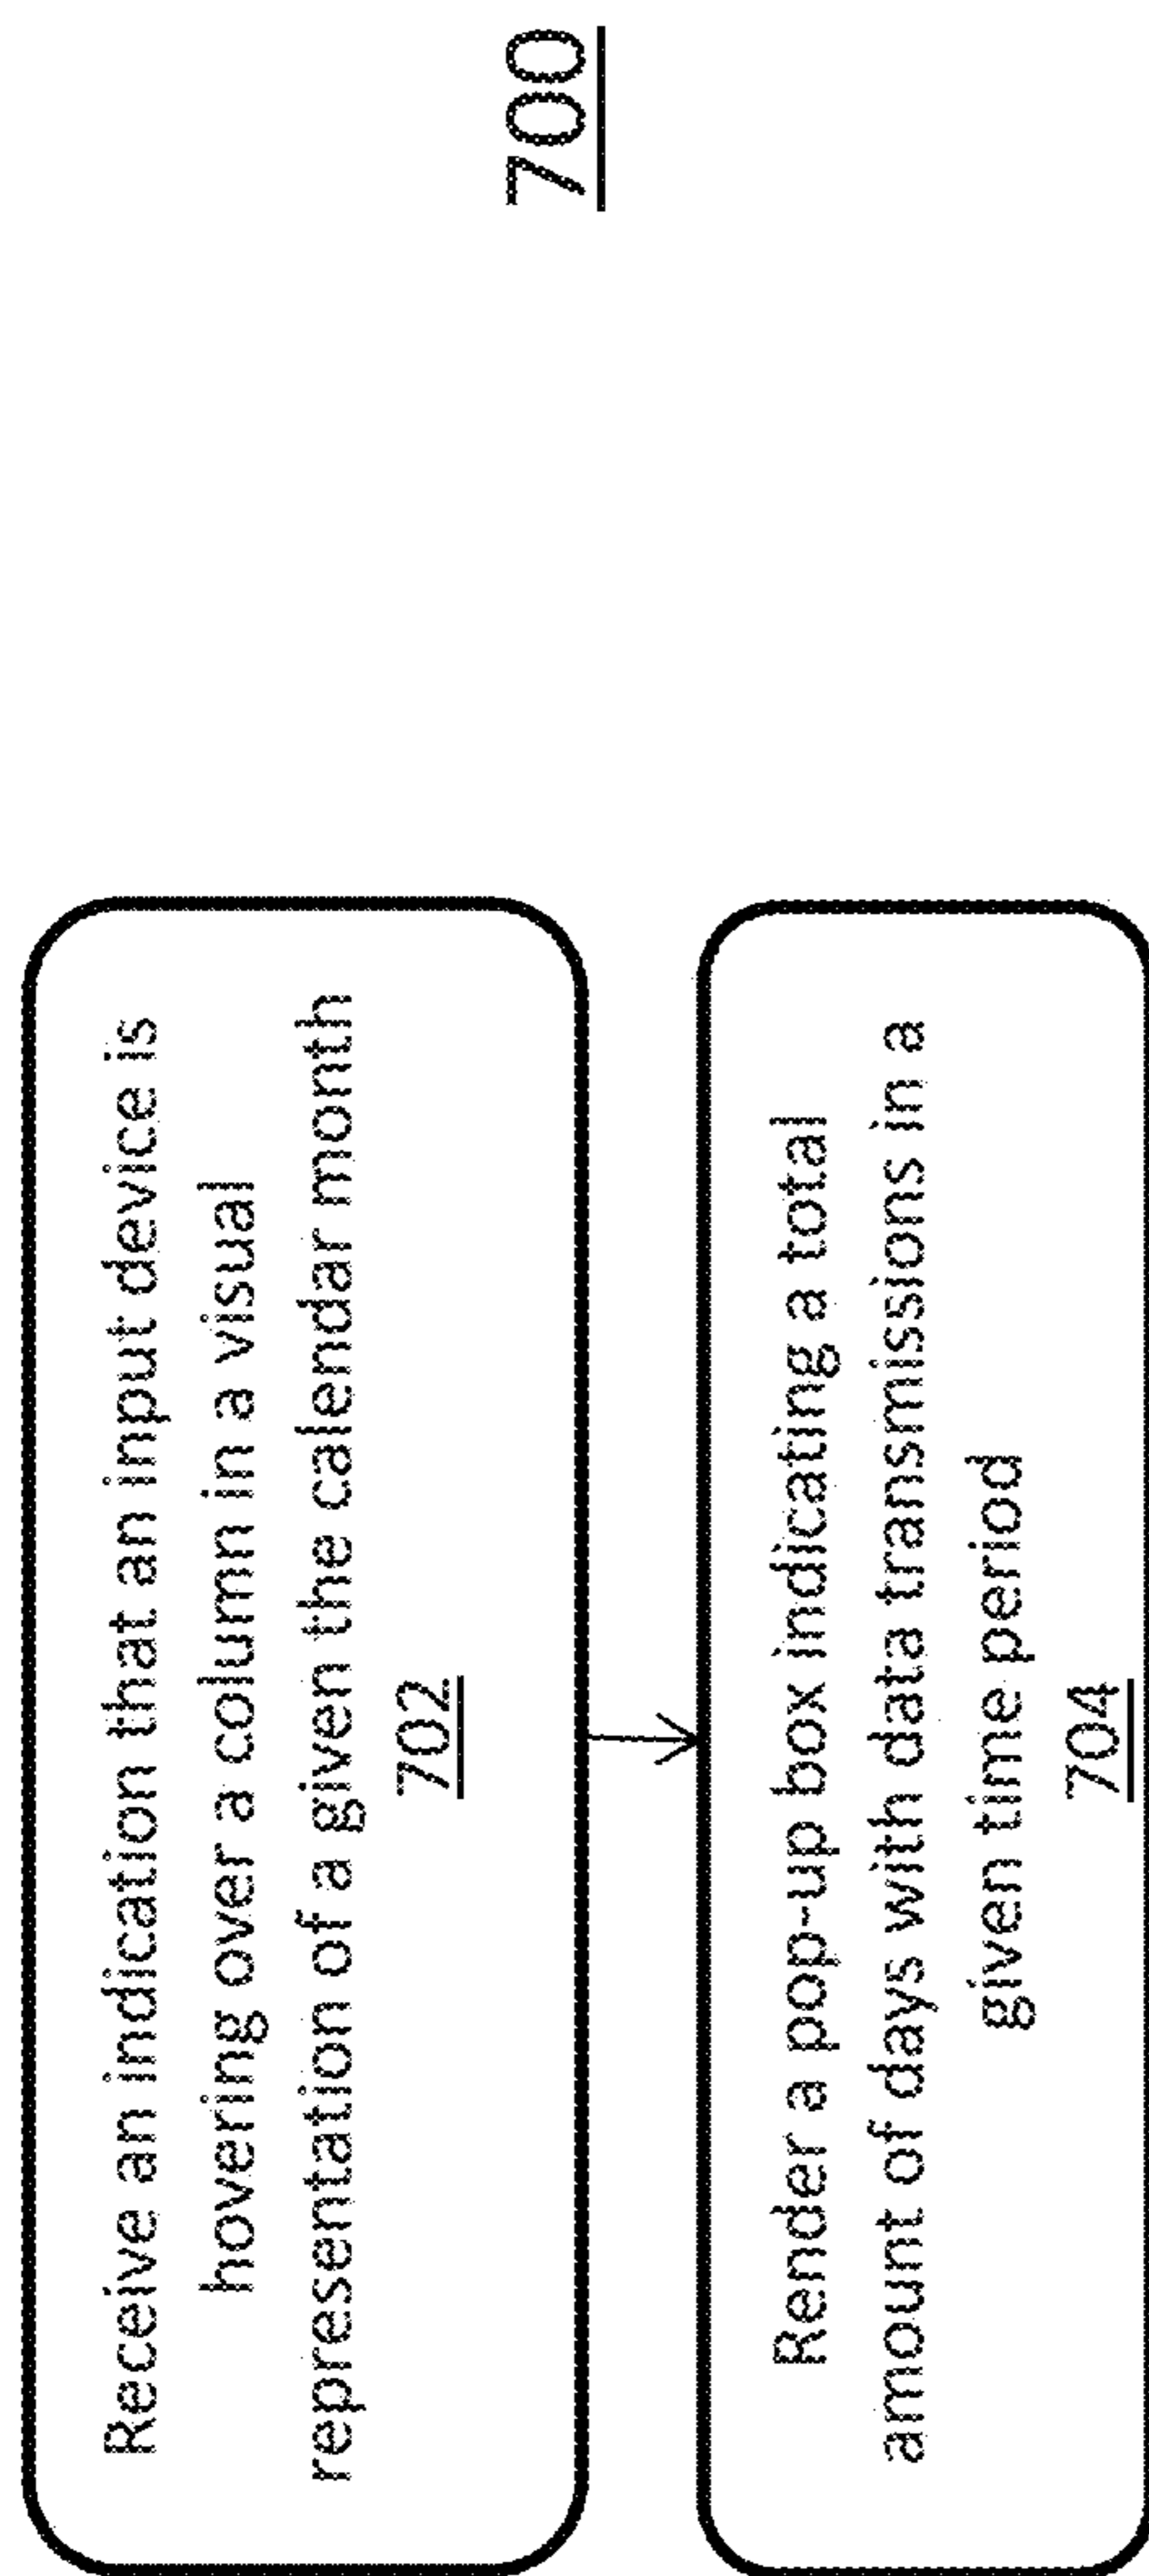 700
Receive an indication that an input device is
hovering over a column in a visual
representation of a given the calendar month
702
Render a pop-up box indicating a total
amount of days with data transmissions in a
given time period
704